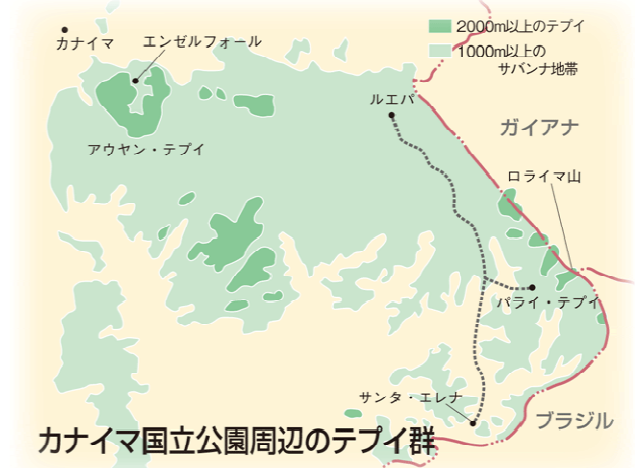 2000m以上のテプイ
1000m以上の
サバンナ地帯
カナイマ
エンゼルフォール
アウヤン・テプイ
ルエパ
ガイアナ
ロライマ山
パライ・テプイ
サンタ・エレナ
ブラジル
カナイマ国立公園周辺のテプイ群